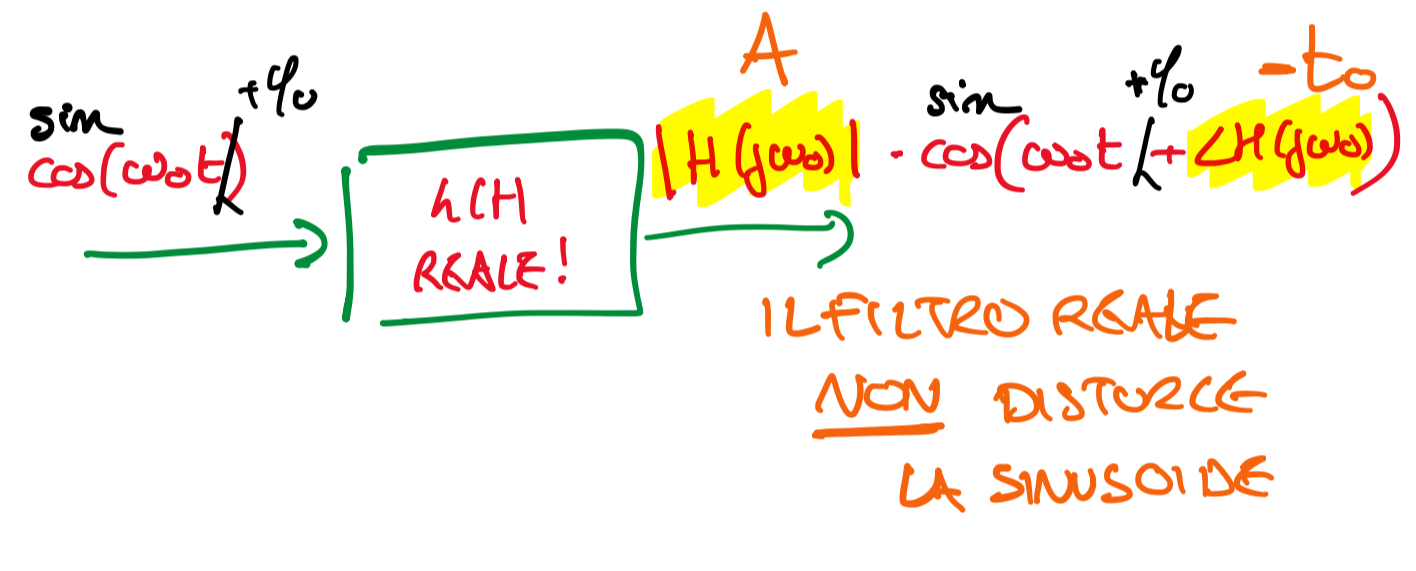 A
sin +φ₀ sin +φ₀ -t₀
cos(ω₀t) |H(jω₀)| · cos(ω₀t + ∠H(jω₀))
h(H
REALE!
IL FILTRO REALE
NON DISTORCE
LA SINUSOIDE